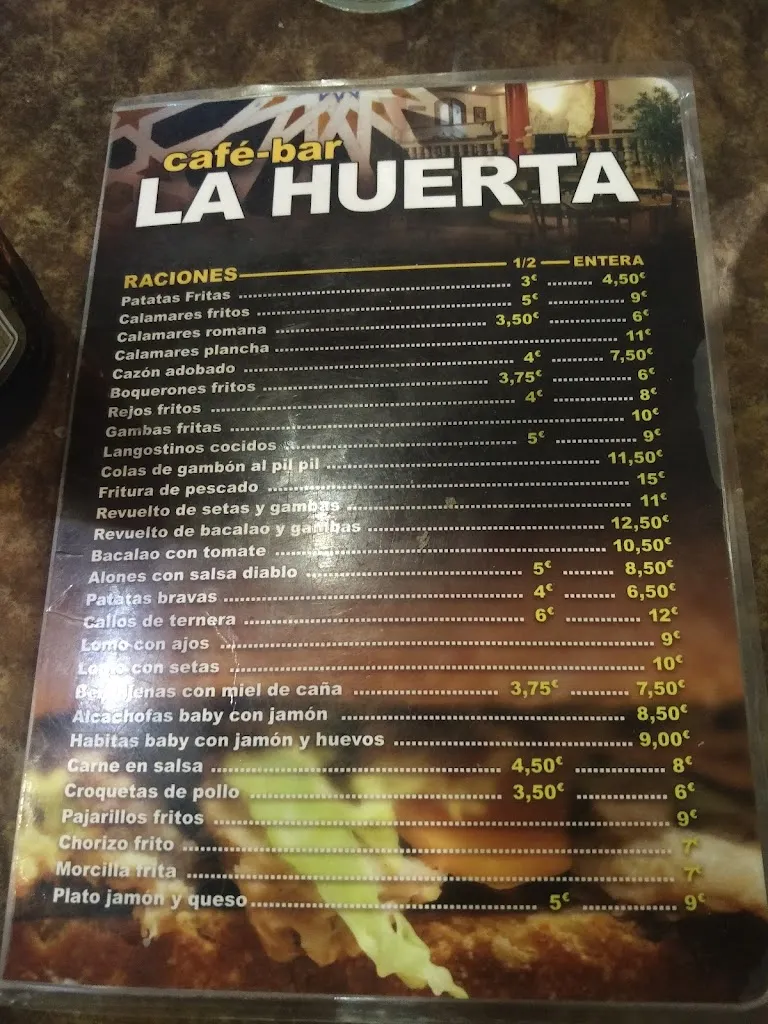 café-bar
LA HUERTA
RACIONES 1/2 ENTERA
Patatas Fritas 3€ 4,50€
Calamares fritos 5€ 9€
Calamares romana 3,50€ 6€
Calamares plancha 11€
Cazón adobado 4€ 7,50€
Boquerones fritos 3,75€ 6€
Rejos fritos 4€ 8€
Gambas fritas 10€
Langostinos cocidos 5€ 9€
Colas de gambón al pil pil 11,50€
Fritura de pescado 15€
Revuelto de setas y gambas 11€
Revuelto de bacalao y gambas 12,50€
Bacalao con tomate 10,50€
Alones con salsa diablo 5€ 8,50€
Patatas bravas 4€ 6,50€
Callos de ternera 6€ 12€
Lomo con ajos 9€
Lomo con setas 10€
Berenjenas con miel de caña 3,75€ 7,50€
Alcachofas baby con jamón 8,50€
Habitas baby con jamón y huevos 9,00€
Carne en salsa 4,50€ 8€
Croquetas de pollo 3,50€ 6€
Pajarillos fritos 9€
Chorizo frito 7€
Morcilla frita 7€
Plato jamón y queso 5€ 9€